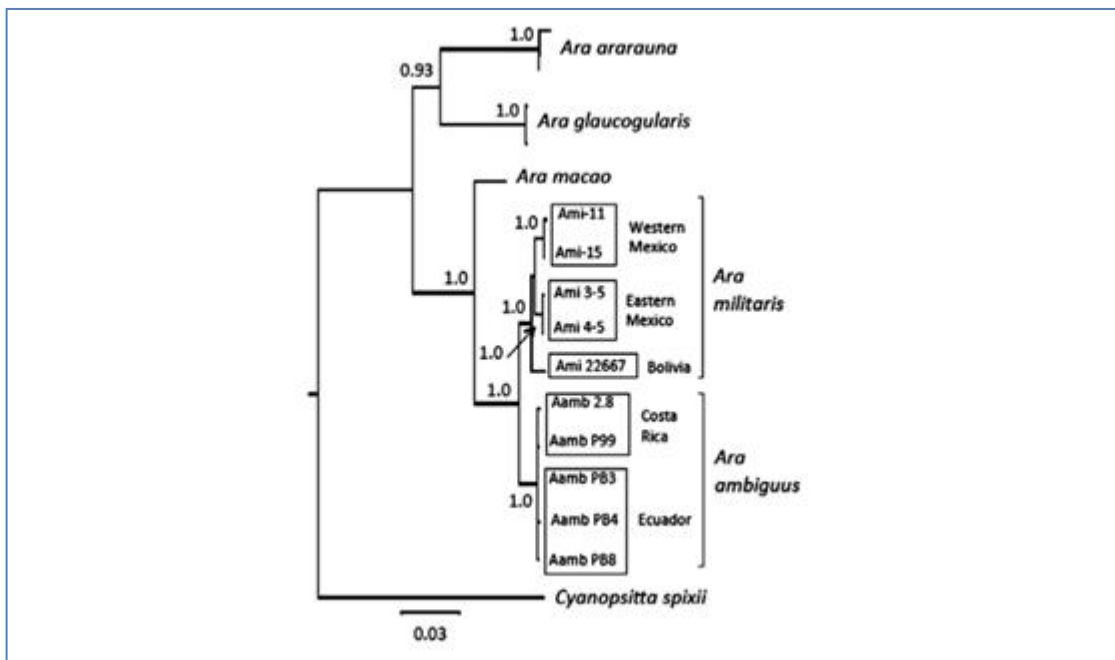 1.0
Ara ararauna
0.93
1.0
Ara glaucogularis
Ara macao
1.0
Ami-11
Ami-15
Western
Mexico
1.0
1.0
Ami 3-5
Ami 4-5
Eastern
Mexico
Ara
militaris
1.0
Ami 22667
Bolivia
1.0
Aamb 2.8
Aamb P99
Costa
Rica
Ara
ambiguus
1.0
Aamb PB3
Aamb PB4
Aamb PB8
Ecuador
Cyanopsitta spixii
0.03